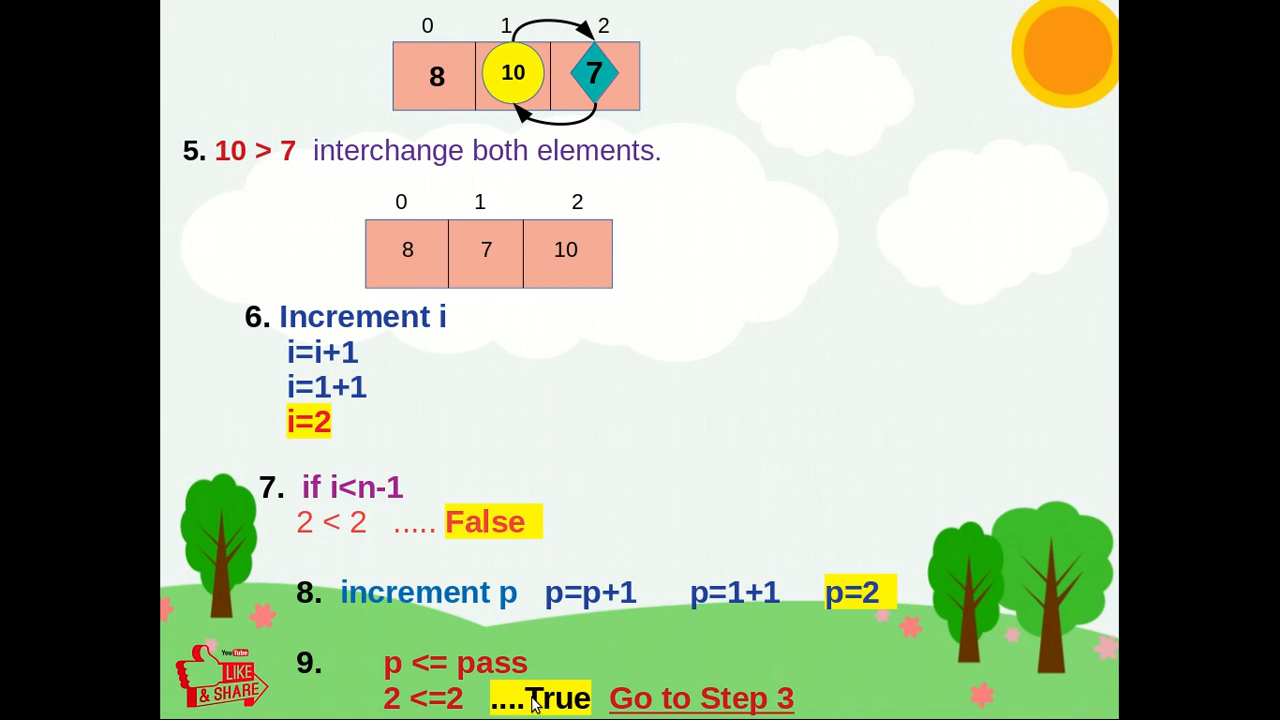 0 1 2
8 10 7
5. 10 > 7 interchange both elements.
0 1 2
8 7 10
6. Increment i
i=i+1
i=1+1
i=2
7. if i<n-1
2 < 2 ..... False
8. increment p p=p+1 p=1+1 p=2
9. p <= pass
2 <=2 ....True Go to Step 3
YouTube
LIKE
& SHARE